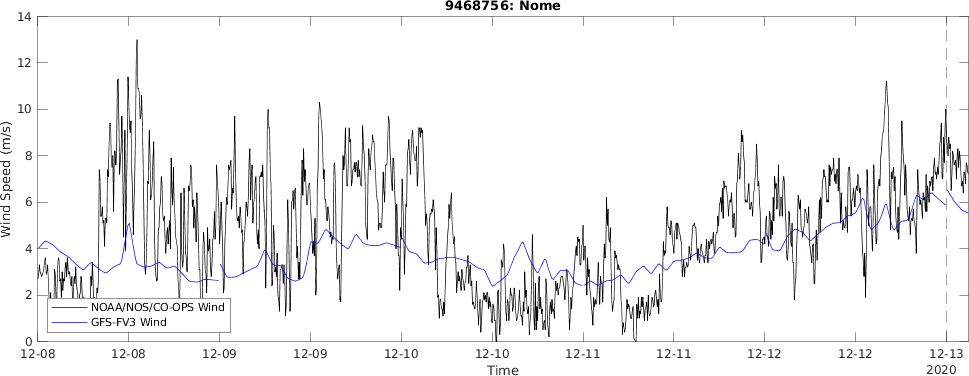 9468756: Nome
Wind Speed (m/s)
14
12
10
8
6
4
2
0
NOAA/NOS/CO-OPS Wind
GFS-FV3 Wind
12-08 12-08 12-09 12-09 12-10 12-10 12-11 12-11 12-12 12-12 12-13
Time
2020